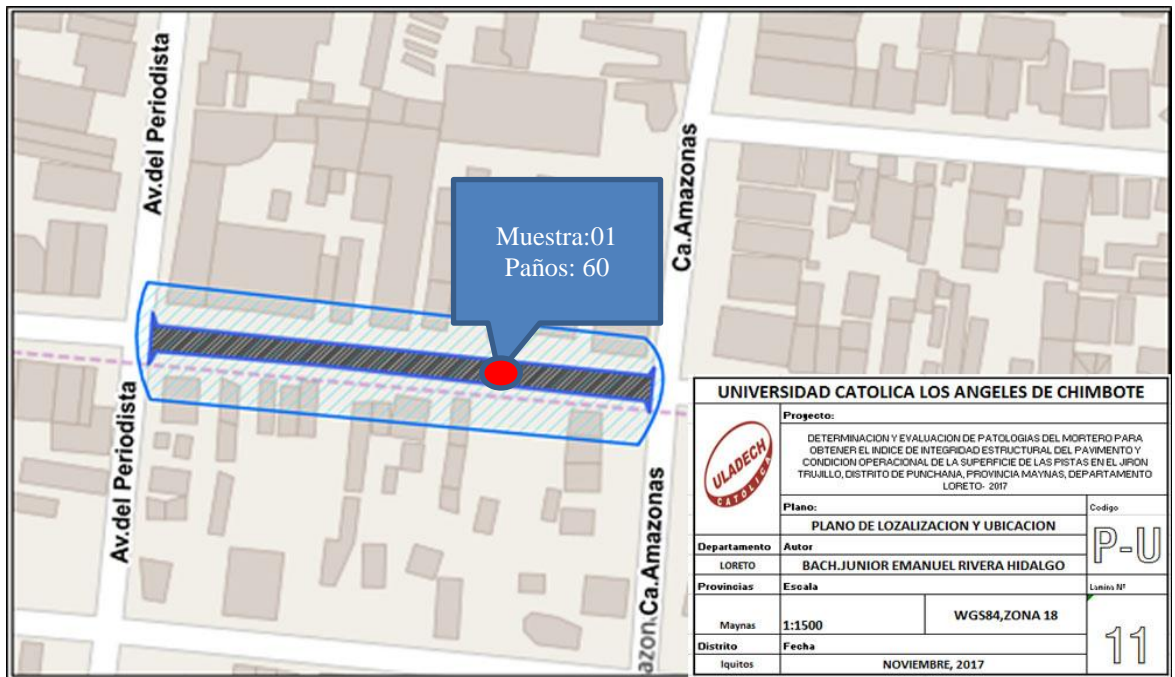 Av.del Periodista
Ca.Amazonas
Muestra:01
Paños: 60
Av.del Periodista
azon.Ca.Amazonas
UNIVERSIDAD CATOLICA LOS ANGELES DE CHIMBOTE
ULADECH
CATOLICA
Progecto:
DETERMINACION Y EVALUACION DE PATOLOGIAS DEL MORTERO PARA
OBTENER EL INDICE DE INTEGRIDAD ESTRUCTURAL DEL PAVIMENTO Y
CONDICION OPERACIONAL DE LA SUPERFICIE DE LAS PISTAS EN EL JIRON
TRUJILLO, DISTRITO DE PUNCHANA, PROVINCIA MAYNAS, DEPARTAMENTO
LORETO- 2017
Plano:
Codigo
PLANO DE LOZALIZACION Y UBICACION
P-U
Departamento Autor
LORETO BACH.JUNIOR EMANUEL RIVERA HIDALGO
Provincias Escala Lamina Nº
Maynas 1:1500 WGS84,ZONA 18
11
Distrito Fecha
Iquitos NOVIEMBRE, 2017